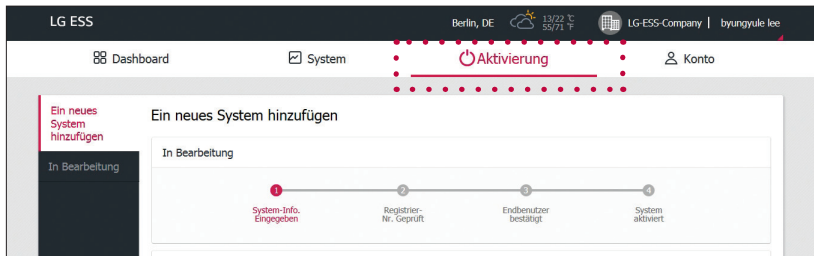 LG ESS
Berlin, DE 13/22 ℃ 55/71 ℉ LG-ESS-Company | byungyule lee
Dashboard System Aktivierung Konto
Ein neues
System
hinzufügen
In Bearbeitung
Ein neues System hinzufügen
In Bearbeitung
1 2 3 4
System-Info.
Eingegeben
Registrier-
Nr. Geprüft
Endbenutzer
bestätigt
System
aktiviert